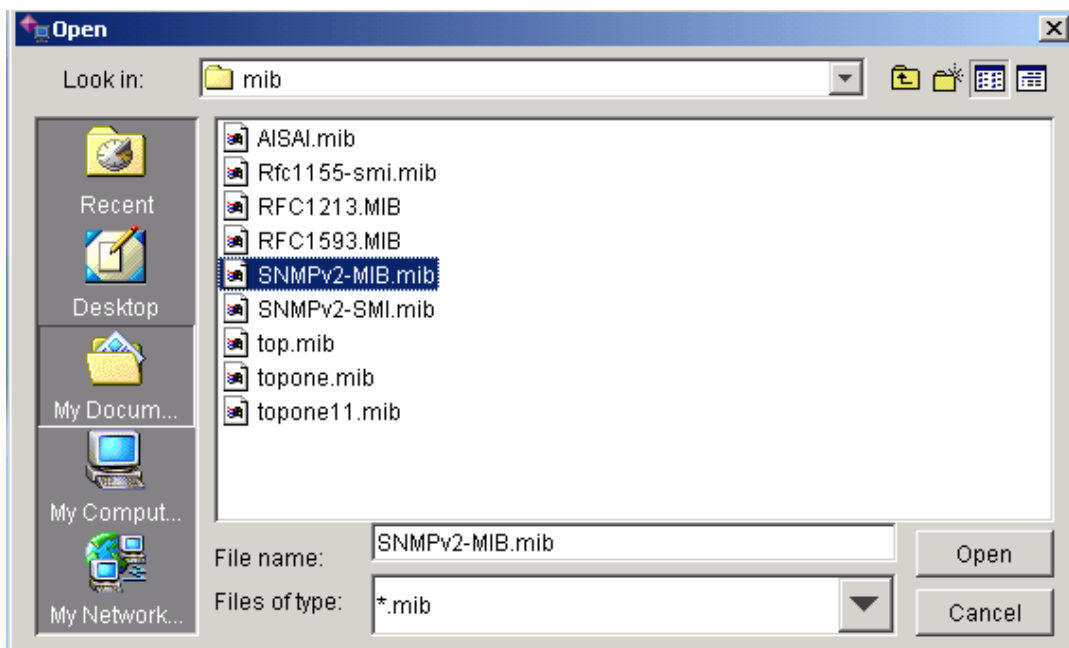 Open
Look in:
mib
Recent
Desktop
My Docum...
My Comput...
My Network...
AISAI.mib
Rfc1155-smi.mib
RFC1213.MIB
RFC1593.MIB
SNMPv2-MIB.mib
SNMPv2-SMI.mib
top.mib
topone.mib
topone11.mib
File name:
SNMPv2-MIB.mib
Open
Files of type:
*.mib
Cancel